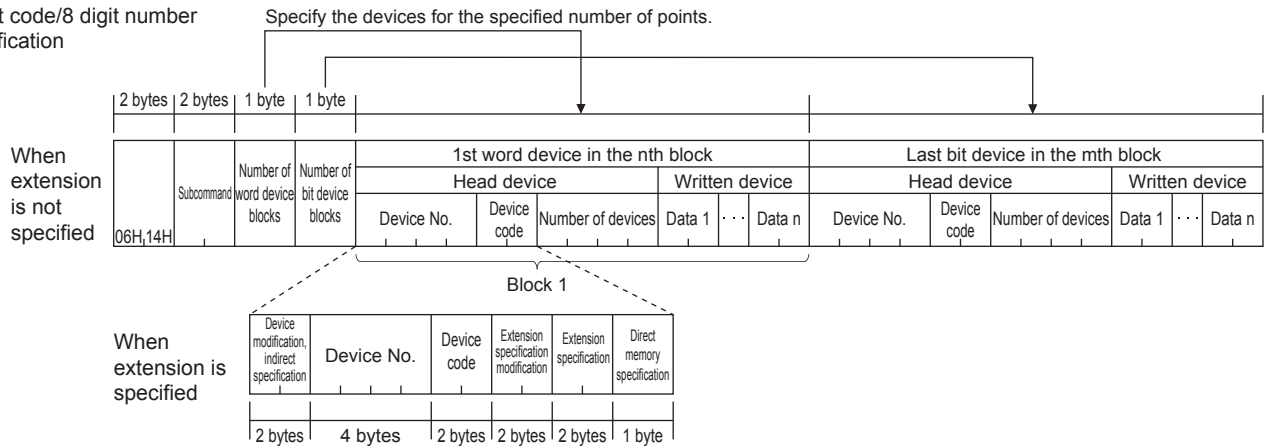 t code/8 digit number
fication
Specify the devices for the specified number of points.
2 bytes 2 bytes 1 byte 1 byte
When
extension
is not
specified
06H 14H
Subcommand
Number of
word device
blocks
Number of
bit device
blocks
1st word device in the nth block
Head device
Written device
Device No.
Device
code
Number of devices
Data 1 ··· Data n
Last bit device in the mth block
Head device
Written device
Device No.
Device
code
Number of devices
Data 1 ··· Data n
Block 1
When
extension is
specified
Device
modification,
indirect
specification
Device No.
Device
code
Extension
specification
modification
Extension
specification
Direct
memory
specification
2 bytes 4 bytes 2 bytes 2 bytes 2 bytes 1 byte